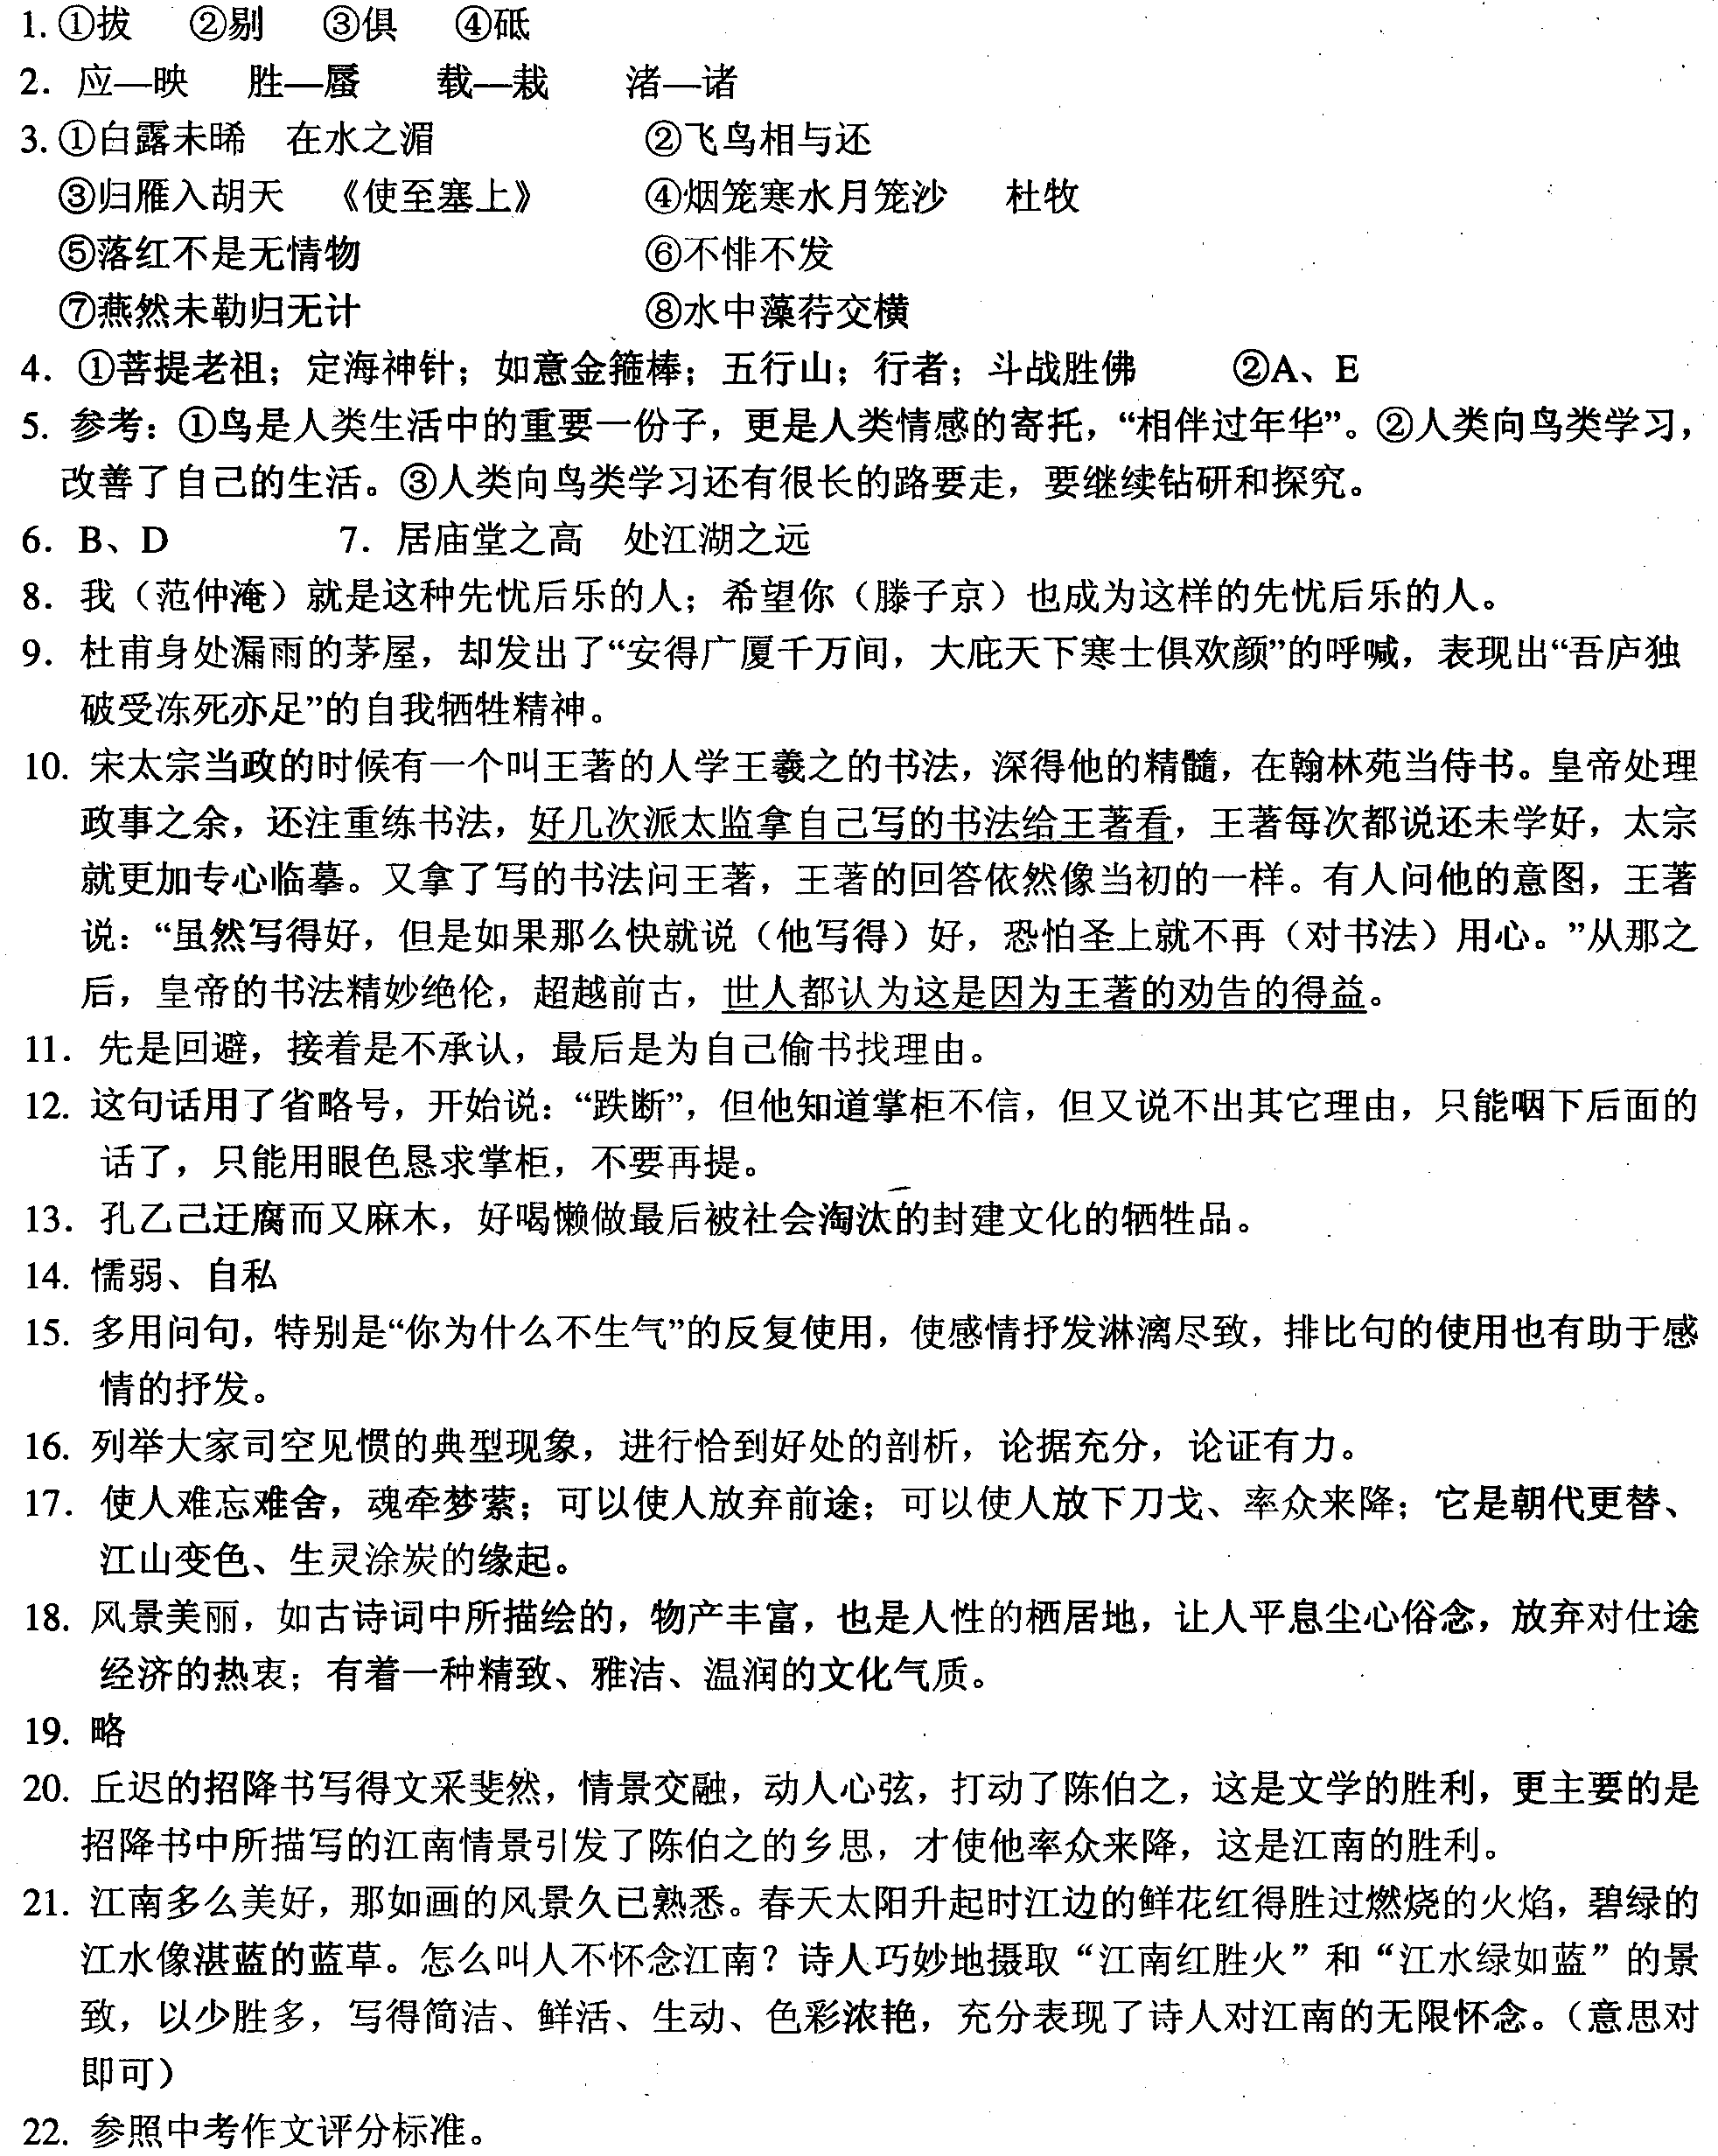 1. ①拔 ②剔 ③俱 ④砥
2. 应—映 胜—蜃 载—栽 渚—诸
3. ①白露未晞 在水之湄 ②飞鸟相与还
③归雁入胡天 《使至塞上》 ④烟笼寒水月笼沙 杜牧
⑤落红不是无情物 ⑥不悱不发
⑦燕然未勒归无计 ⑧水中藻荇交横
4. ①菩提老祖；定海神针；如意金箍棒；五行山；行者；斗战胜佛 ②A、E
5. 参考：①鸟是人类生活中的重要一份子，更是人类情感的寄托，“相伴过年华”。②人类向鸟类学习，
改善了自己的生活。③人类向鸟类学习还有很长的路要走，要继续钻研和探究。
6. B、D 7. 居庙堂之高 处江湖之远
8. 我（范仲淹）就是这种先忧后乐的人；希望你（滕子京）也成为这样的先忧后乐的人。
9. 杜甫身处漏雨的茅屋，却发出了“安得广厦千万间，大庇天下寒士俱欢颜”的呼喊，表现出“吾庐独
破受冻死亦足”的自我牺牲精神。
10. 宋太宗当政的时候有一个叫王著的人学王羲之的书法，深得他的精髓，在翰林苑当侍书。皇帝处理
政事之余，还注重练书法，好几次派太监拿自己写的书法给王著看，王著每次都说还未学好，太宗
就更加专心临摹。又拿了写的书法问王著，王著的回答依然像当初的一样。有人问他的意图，王著
说：“虽然写得好，但是如果那么快就说（他写得）好，恐怕圣上就不再（对书法）用心。”从那之
后，皇帝的书法精妙绝伦，超越前古，世人都认为这是因为王著的劝告的得益。
11. 先是回避，接着是不承认，最后是为自己偷书找理由。
12. 这句话用了省略号，开始说：“跌断”，但他知道掌柜不信，但又说不出其它理由，只能咽下后面的
话了，只能用眼色恳求掌柜，不要再提。
13. 孔乙己迂腐而又麻木，好喝懒做最后被社会淘汰的封建文化的牺牲品。
14. 懦弱、自私
15. 多用问句，特别是“你为什么不生气”的反复使用，使感情抒发淋漓尽致，排比句的使用也有助于感
情的抒发。
16. 列举大家司空见惯的典型现象，进行恰到好处的剖析，论据充分，论证有力。
17. 使人难忘难舍，魂牵梦萦；可以使人放弃前途；可以使人放下刀戈、率众来降；它是朝代更替、
江山变色、生灵涂炭的缘起。
18. 风景美丽，如古诗词中所描绘的，物产丰富，也是人性的栖居地，让人平息尘心俗念，放弃对仕途
经济的热衷；有着一种精致、雅洁、温润的文化气质。
19. 略
20. 丘迟的招降书写得文采斐然，情景交融，动人心弦，打动了陈伯之，这是文学的胜利，更主要的是
招降书中所描写的江南情景引发了陈伯之的乡思，才使他率众来降，这是江南的胜利。
21. 江南多么美好，那如画的风景久已熟悉。春天太阳升起时江边的鲜花红得胜过燃烧的火焰，碧绿的
江水像湛蓝的蓝草。怎么叫人不怀念江南？诗人巧妙地摄取“江南红胜火”和“江水绿如蓝”的景
致，以少胜多，写得简洁、鲜活、生动、色彩浓艳，充分表现了诗人对江南的无限怀念。（意思对
即可）
22. 参照中考作文评分标准。